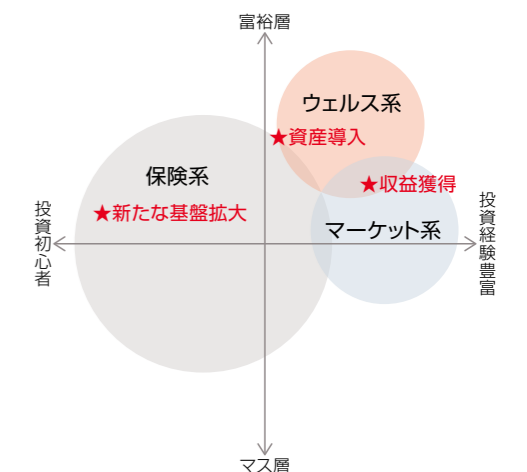 富裕層
ウェルス系
★資産導入
保険系
★収益獲得
★新たな基盤拡大
投資初心者
マーケット系
投資経験豊富
マス層